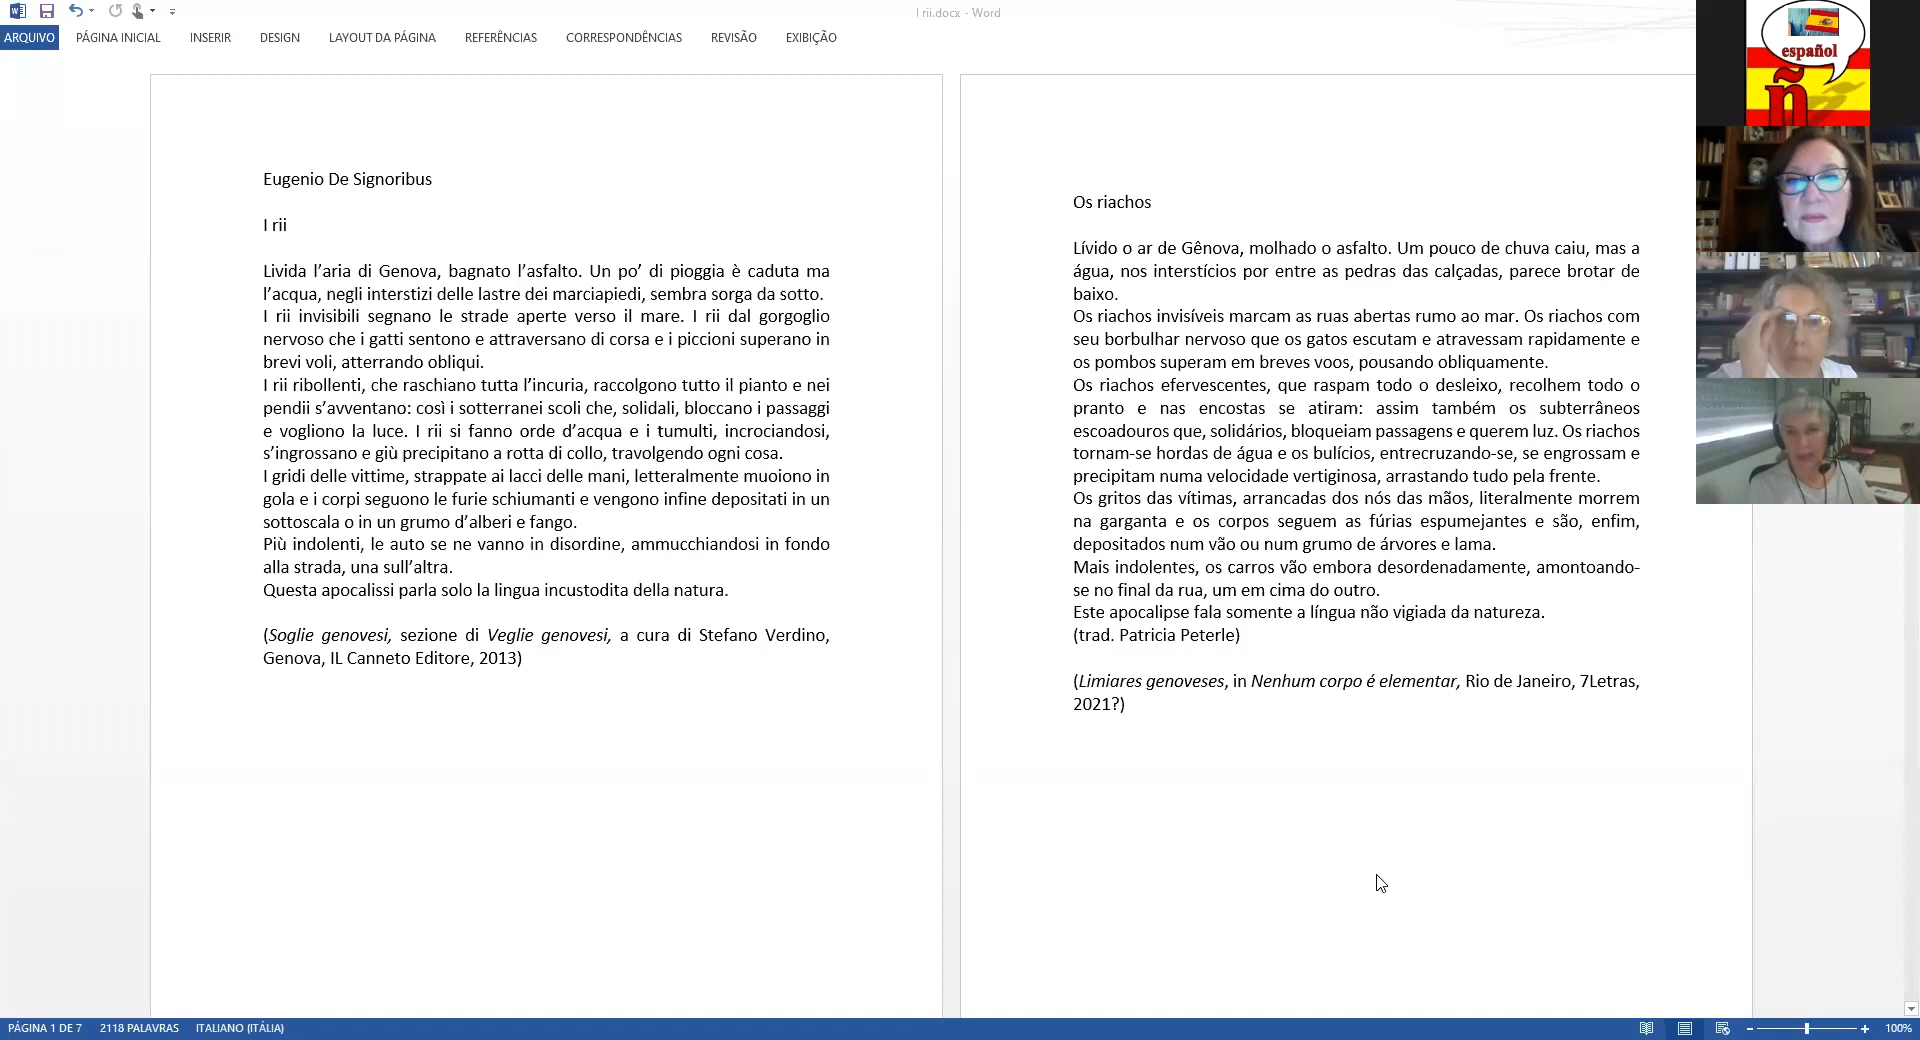 I rii.docx - Word
ARQUIVO PÁGINA INICIAL INSERIR DESIGN LAYOUT DA PÁGINA REFERÊNCIAS CORRESPONDÊNCIAS REVISÃO EXIBIÇÃO
Eugenio De Signoribus
I rii
Livida l’aria di Genova, bagnato l’asfalto. Un po’ di pioggia è caduta ma
l’acqua, negli interstizi delle lastre dei marciapiedi, sembra sorga da sotto.
I rii invisibili segnano le strade aperte verso il mare. I rii dal gorgoglio
nervoso che i gatti sentono e attraversano di corsa e i piccioni superano in
brevi voli, atterrando obliqui.
I rii ribollenti, che raschiano tutta l’incuria, raccolgono tutto il pianto e nei
pendii s’avventano: così i sotterranei scoli che, solidali, bloccano i passaggi
e vogliono la luce. I rii si fanno orde d’acqua e i tumulti, incrociandosi,
s’ingrossano e giù precipitano a rotta di collo, travolgendo ogni cosa.
I gridi delle vittime, strappate ai lacci delle mani, letteralmente muoiono in
gola e i corpi seguono le furie schiumanti e vengono infine depositati in un
sottoscala o in un grumo d’alberi e fango.
Più indolenti, le auto se ne vanno in disordine, ammucchiandosi in fondo
alla strada, una sull’altra.
Questa apocalissi parla solo la lingua incustodita della natura.
(Soglie genovesi, sezione di Veglie genovesi, a cura di Stefano Verdino,
Genova, IL Canneto Editore, 2013)
Os riachos
Lívido o ar de Gênova, molhado o asfalto. Um pouco de chuva caiu, mas a
água, nos interstícios por entre as pedras das calçadas, parece brotar de
baixo.
Os riachos invisíveis marcam as ruas abertas rumo ao mar. Os riachos com
seu borbulhar nervoso que os gatos escutam e atravessam rapidamente e
os pombos superam em breves voos, pousando obliquamente.
Os riachos efervescentes, que raspam todo o desleixo, recolhem todo o
pranto e nas encostas se atiram: assim também os subterrâneos
escoadouros que, solidários, bloqueiam passagens e querem luz. Os riachos
tornam-se hordas de água e os bulícios, entrecruzando-se, se engrossam e
precipitam numa velocidade vertiginosa, arrastando tudo pela frente.
Os gritos das vítimas, arrancadas dos nós das mãos, literalmente morrem
na garganta e os corpos seguem as fúrias espumejantes e são, enfim,
depositados num vão ou num grumo de árvores e lama.
Mais indolentes, os carros vão embora desordenadamente, amontoando-
se no final da rua, um em cima do outro.
Este apocalipse fala somente a língua não vigiada da natureza.
(trad. Patricia Peterle)
(Limiares genoveses, in Nenhum corpo é elementar, Rio de Janeiro, 7Letras,
2021?)
español
ñ
PÁGINA 1 DE 7 2118 PALAVRAS ITALIANO (ITÁLIA) 100%